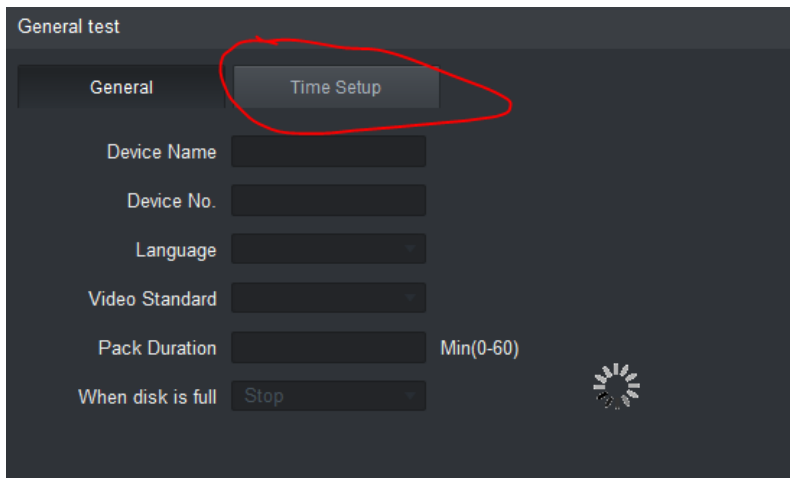 General test
General Time Setup
Device Name
Device No.
Language
Video Standard
Pack Duration Min(0-60)
When disk is full Stop